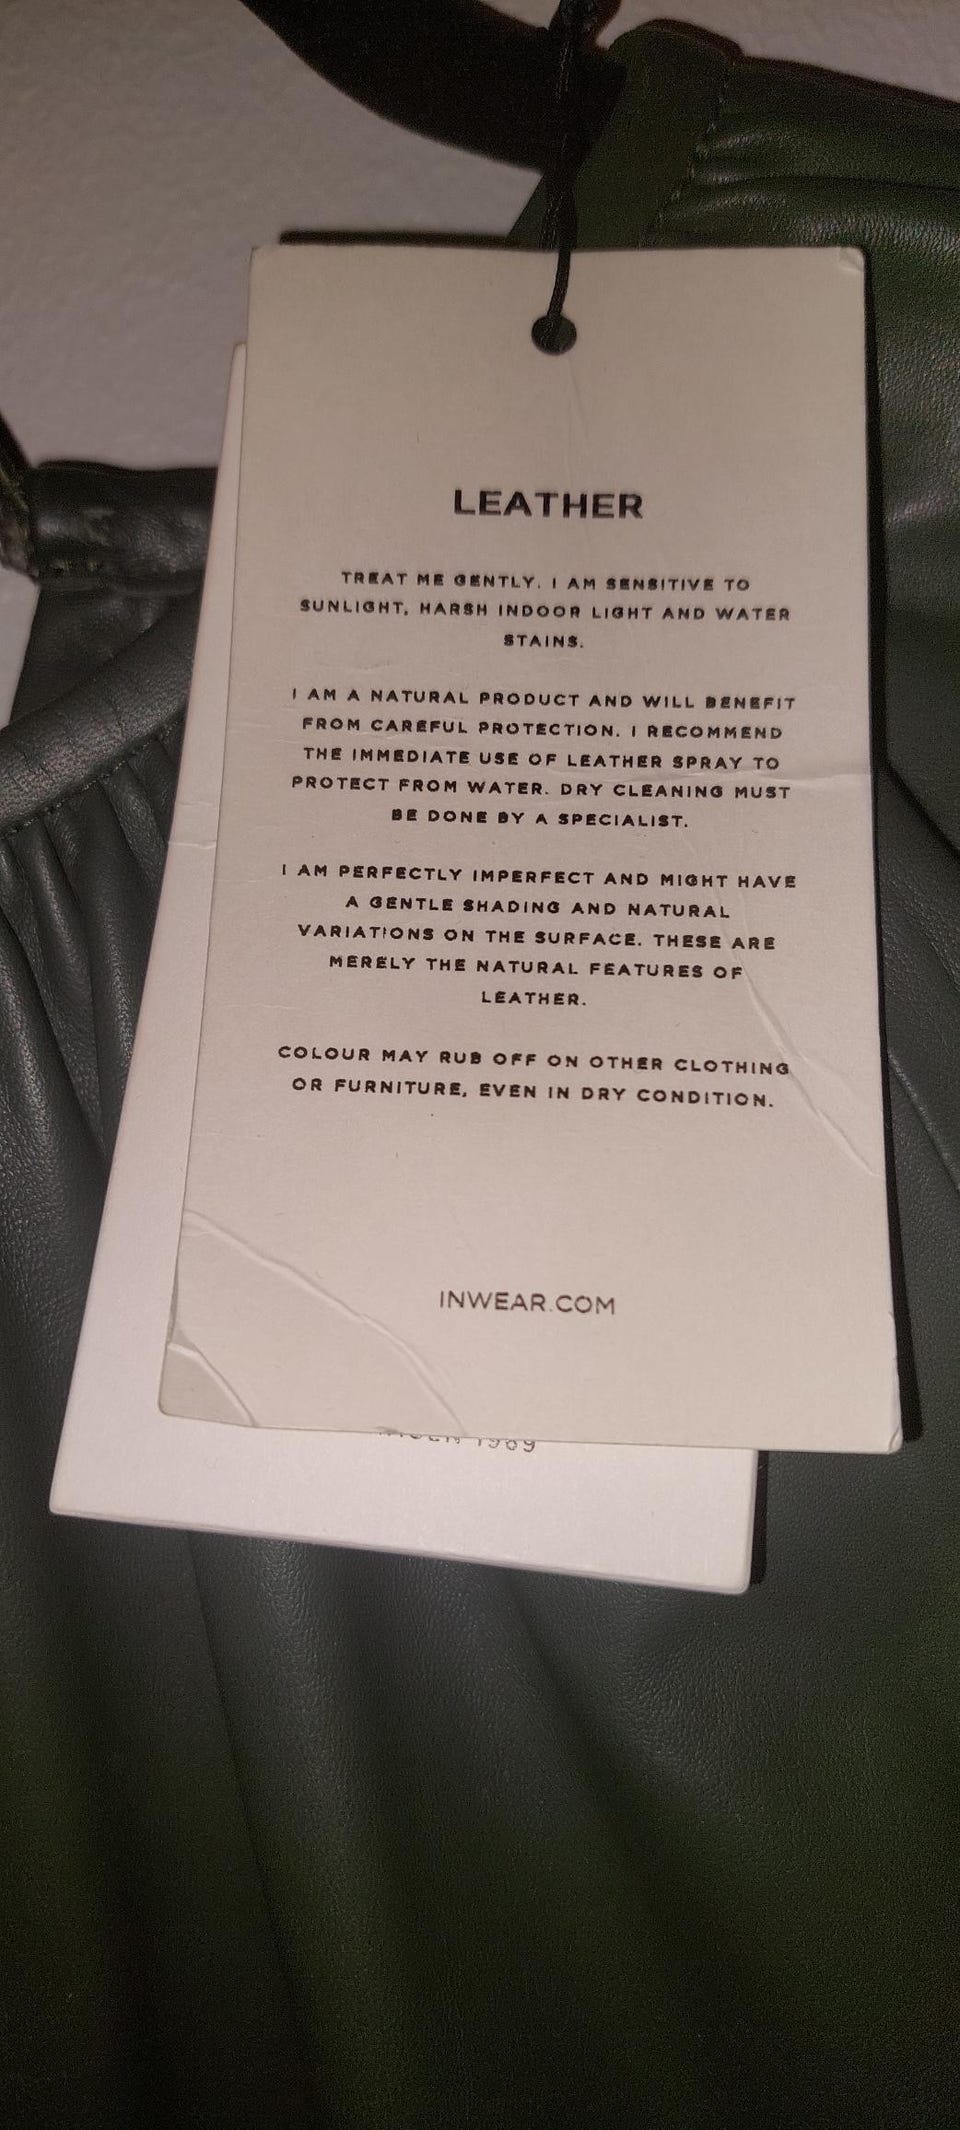 LEATHER
TREAT ME GENTLY. I AM SENSITIVE TO
SUNLIGHT, HARSH INDOOR LIGHT AND WATER
STAINS.
I AM A NATURAL PRODUCT AND WILL BENEFIT
FROM CAREFUL PROTECTION. I RECOMMEND
THE IMMEDIATE USE OF LEATHER SPRAY TO
PROTECT FROM WATER. DRY CLEANING MUST
BE DONE BY A SPECIALIST.
I AM PERFECTLY IMPERFECT AND MIGHT HAVE
A GENTLE SHADING AND NATURAL
VARIATIONS ON THE SURFACE. THESE ARE
MERELY THE NATURAL FEATURES OF
LEATHER.
COLOUR MAY RUB OFF ON OTHER CLOTHING
OR FURNITURE, EVEN IN DRY CONDITION.
INWEAR.COM
1969